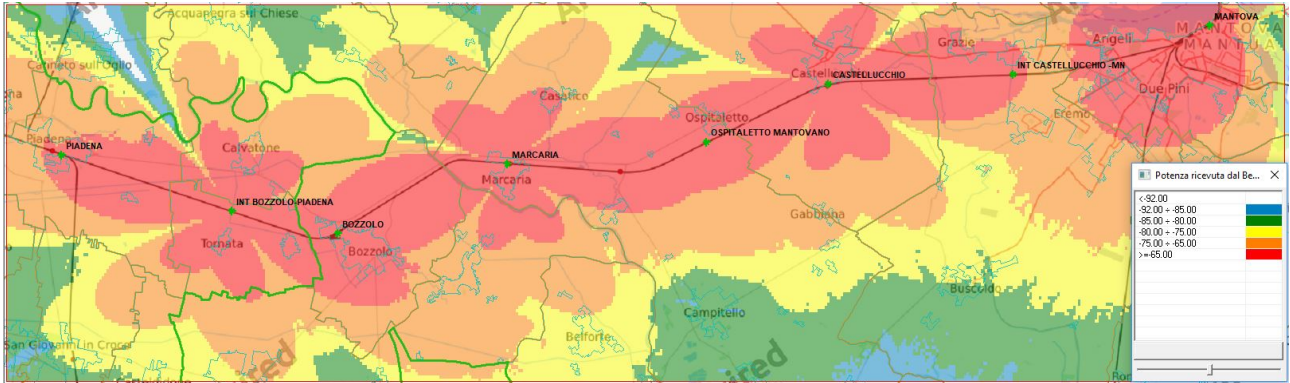 Acquanegra sul Chiese
MANTOVA
MANTOVA
MANTUA
Angeli
Grazie
Canneto sull'Oglio
Castellucchio
CASTELLUCCHIO
INT CASTELLUCCHIO -MN
Due Pini
Casatico
Ospitaletto
Eremo
OSPITALETTO MANTOVANO
Piadena
PIADENA
Calvatone
MARCARIA
Marcaria
INT BOZZOLO-PIADENA
Gabbiana
BOZZOLO
Tornata
Bozzolo
Buscoldo
Campitello
Belforte
San Giovanni in Croce
Potenza ricevuta dal Be...
<-92.00
-92.00 ÷ -85.00
-85.00 ÷ -80.00
-80.00 ÷ -75.00
-75.00 ÷ -65.00
>=-65.00